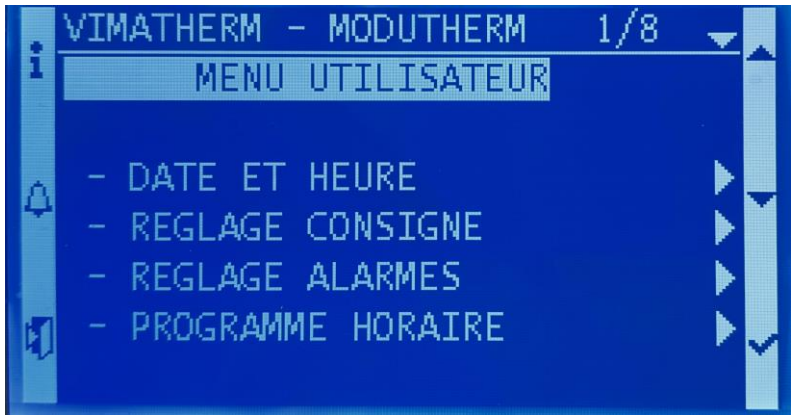 VIMATHERM - MODUTHERM 1/8
MENU UTILISATEUR
- DATE ET HEURE
- REGLAGE CONSIGNE
- REGLAGE ALARMES
- PROGRAMME HORAIRE